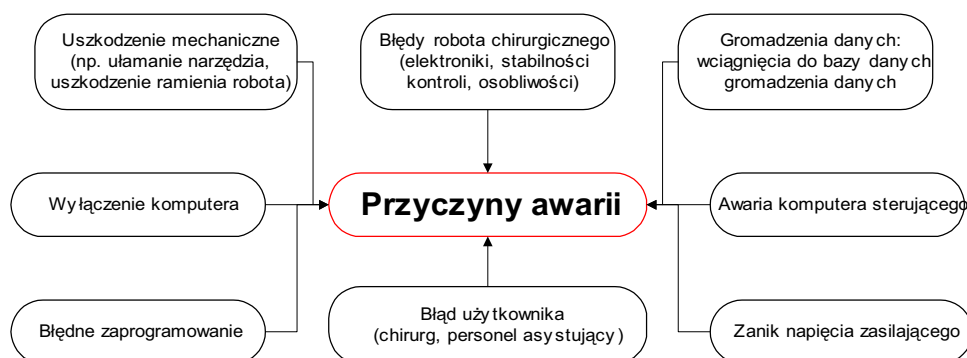 Uszkodzenie mechaniczne
(np. ułamanie narzędzia,
uszkodzenie ramienia robota)
Błędy robota chirurgicznego
(elektroniki, stabilności
kontroli, osobliwości)
Gromadzenia danych:
wciągnięcia do bazy danych
gromadzenia danych
Wyłączenie komputera
Przyczyny awarii
Awaria komputera sterującego
Błędne zaprogramowanie
Błąd użytkownika
(chirurg, personel asystujący)
Zanik napięcia zasilającego